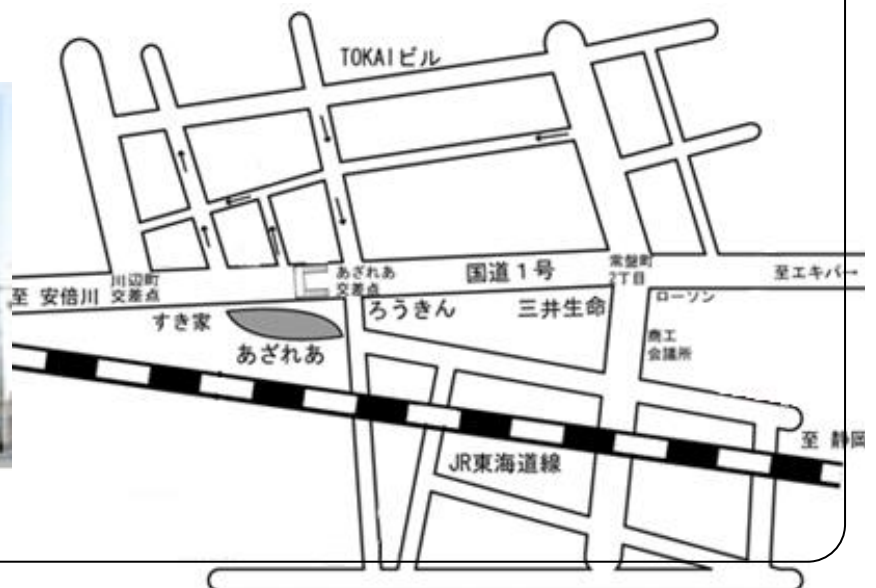 TOKAIビル
国道1号
あざれあ
交差点
常盤町
2丁目
至エキパ→
川辺町
交差点
至 安倍川
すき家
あざれあ
ろうきん
三井生命
ローソン
商工
会議所
JR東海道線
至 静岡